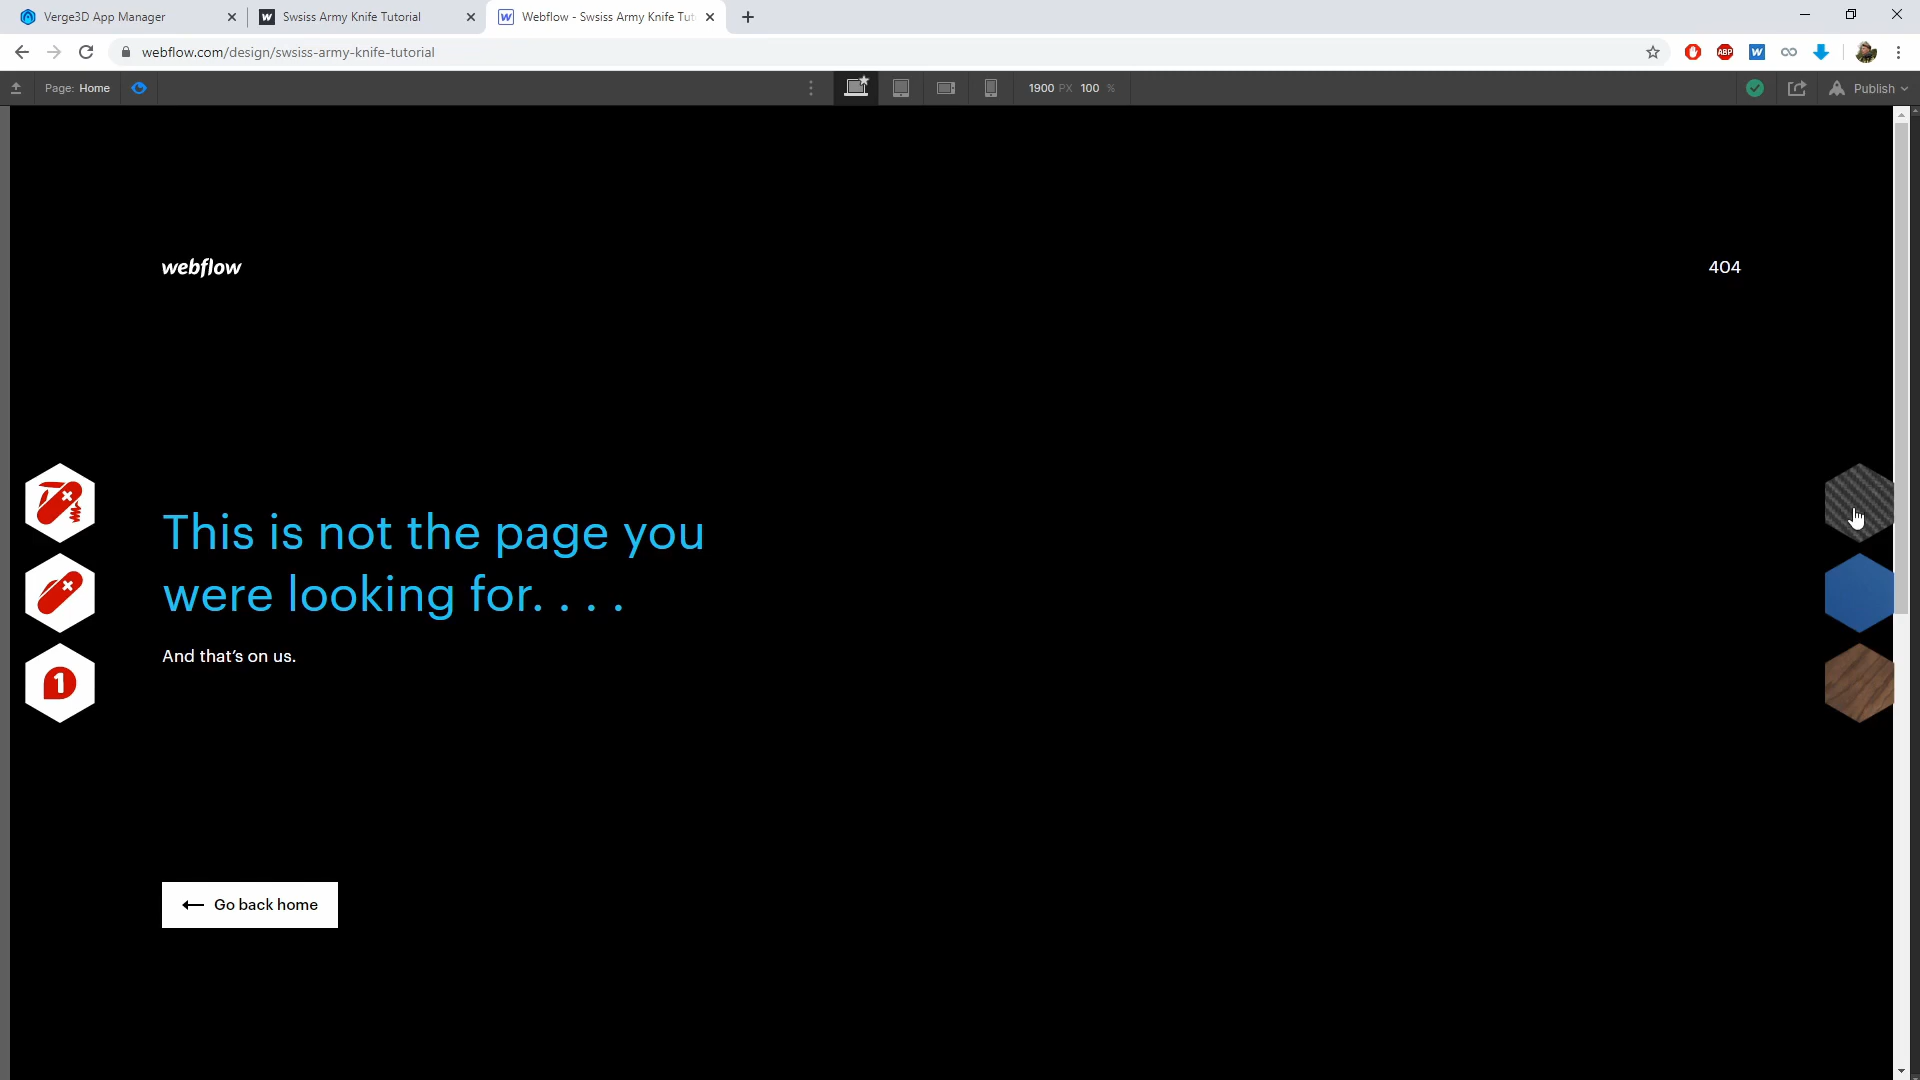 Verge3D App Manager
Swsiss Army Knife Tutorial
Webflow - Swsiss Army Knife Tut
webflow.com/design/swsiss-army-knife-tutorial
ABP
W
Page: Home
1900 PX 100 %
Publish
webflow
404
This is not the page you
were looking for. . . .
And that's on us.
1
Go back home